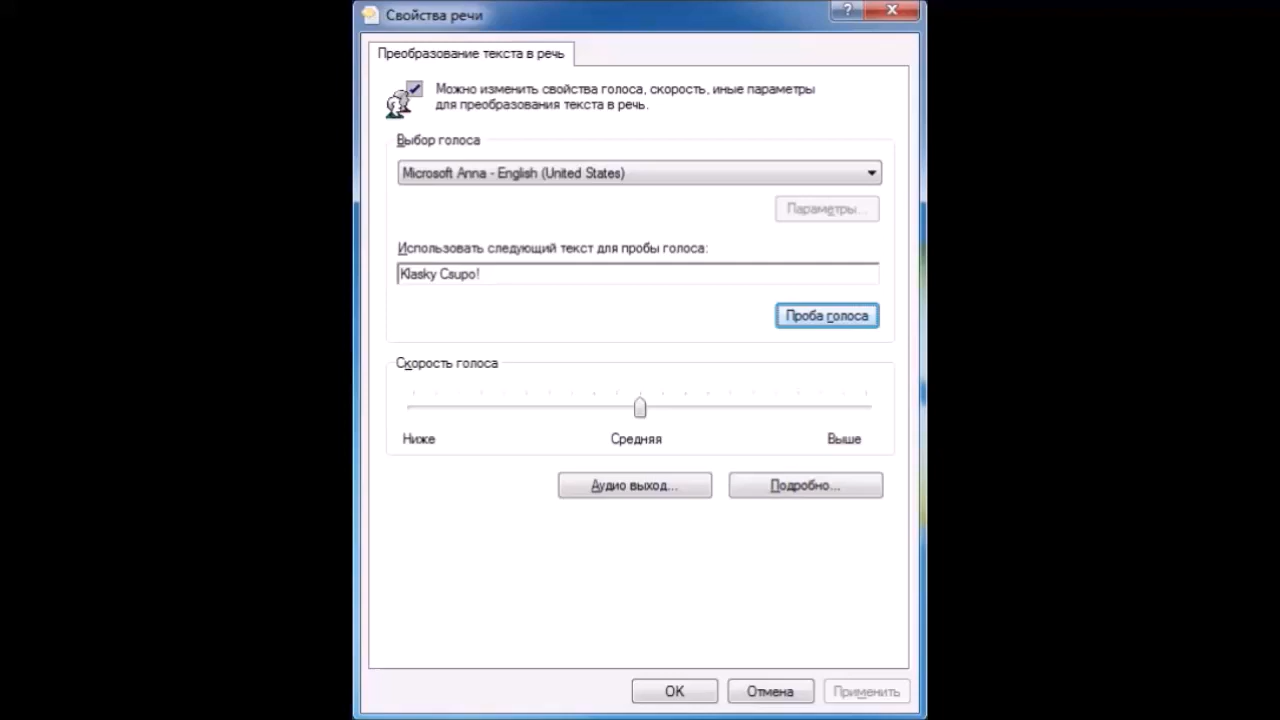 Свойства речи
?
Преобразование текста в речь
Можно изменить свойства голоса, скорость, иные параметры
для преобразования текста в речь.
Выбор голоса
Microsoft Anna - English (United States)
Параметры...
Использовать следующий текст для пробы голоса:
Klasky Csupo!
Проба голоса
Скорость голоса
Ниже
Средняя
Выше
Аудио выход...
Подробно...
OK
Отмена
Применить